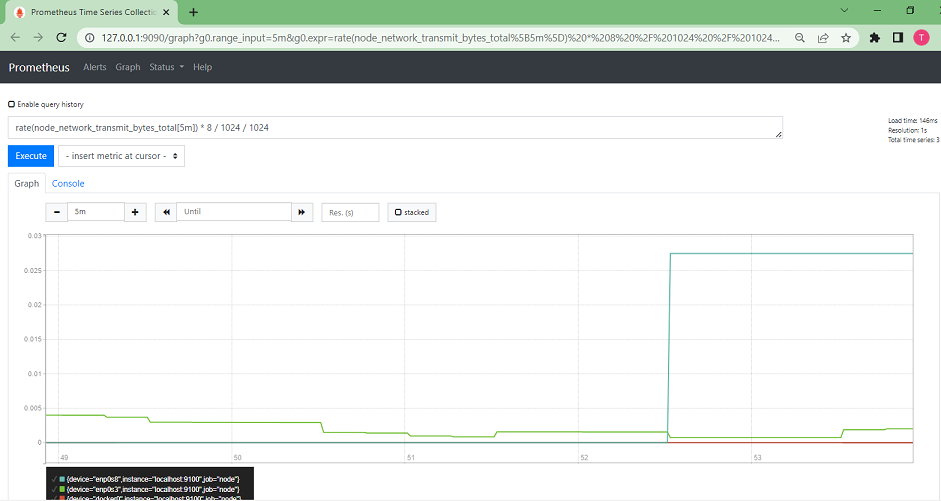 Prometheus Time Series Collectio
127.0.0.1:9090/graph?g0.range_input=5m&g0.expr=rate(node_network_transmit_bytes_total%5B5m%5D)%20*%208%20%2F%201024%20%2F%201024...
T
Prometheus Alerts Graph Status Help
Enable query history
rate(node_network_transmit_bytes_total[5m]) * 8 / 1024 / 1024
Load time: 146ms
Resolution: 1s
Total time series: 3
Execute - insert metric at cursor -
Graph Console
5m Until Res. (s) stacked
0.03
0.025
0.02
0.015
0.01
0.005
0
49 50 51 52 53
{device="enp0s8",instance="localhost:9100",job="node"}
{device="enp0s3",instance="localhost:9100",job="node"}
{device="docker0",instance="localhost:9100",job="node"}